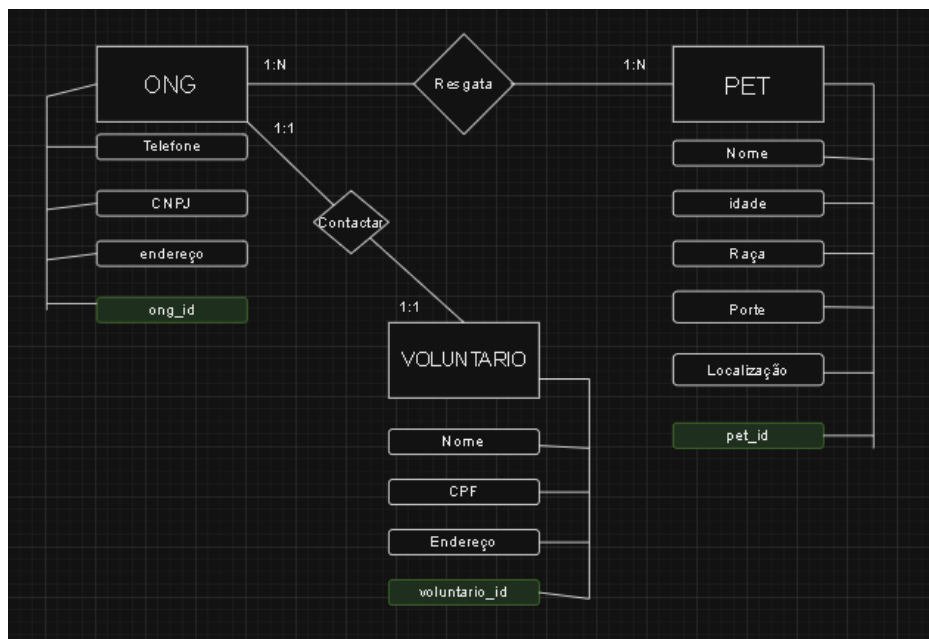 ONG
1:N
Resgata
1:N
PET
1:1
Telefone
CNPJ
endereço
ong_id
Contactar
1:1
VOLUNTARIO
Nome
CPF
Endereço
voluntario_id
Nome
idade
Raça
Porte
Localização
pet_id